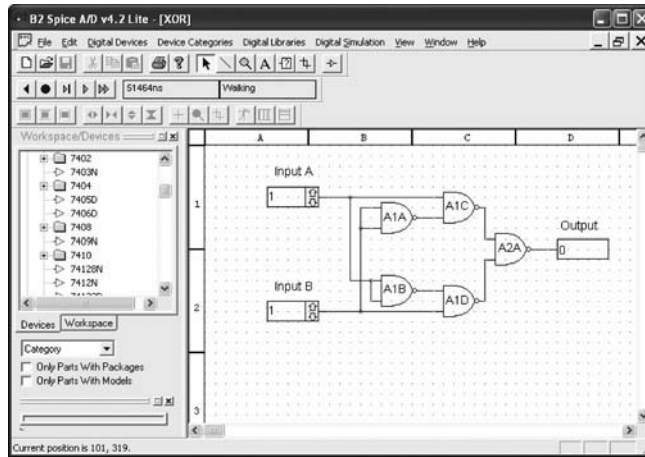 B2 Spice A/D v4.2 Lite - [XOR]
File Edit Digital Devices Device Categories Digital Libraries Digital Simulation View Window Help
51464ns Walking
Workspace/Devices
7402
7403N
7404
7405D
7406D
7408
7409N
7410
74128N
7412N
Devices Workspace
Category
Only Parts With Packages
Only Parts With Models
A B C D
1
2
3
Input A
1
A1A
A1C
Output
A2A
0
Input B
1
A1B
A1D
Current position is 101, 319.